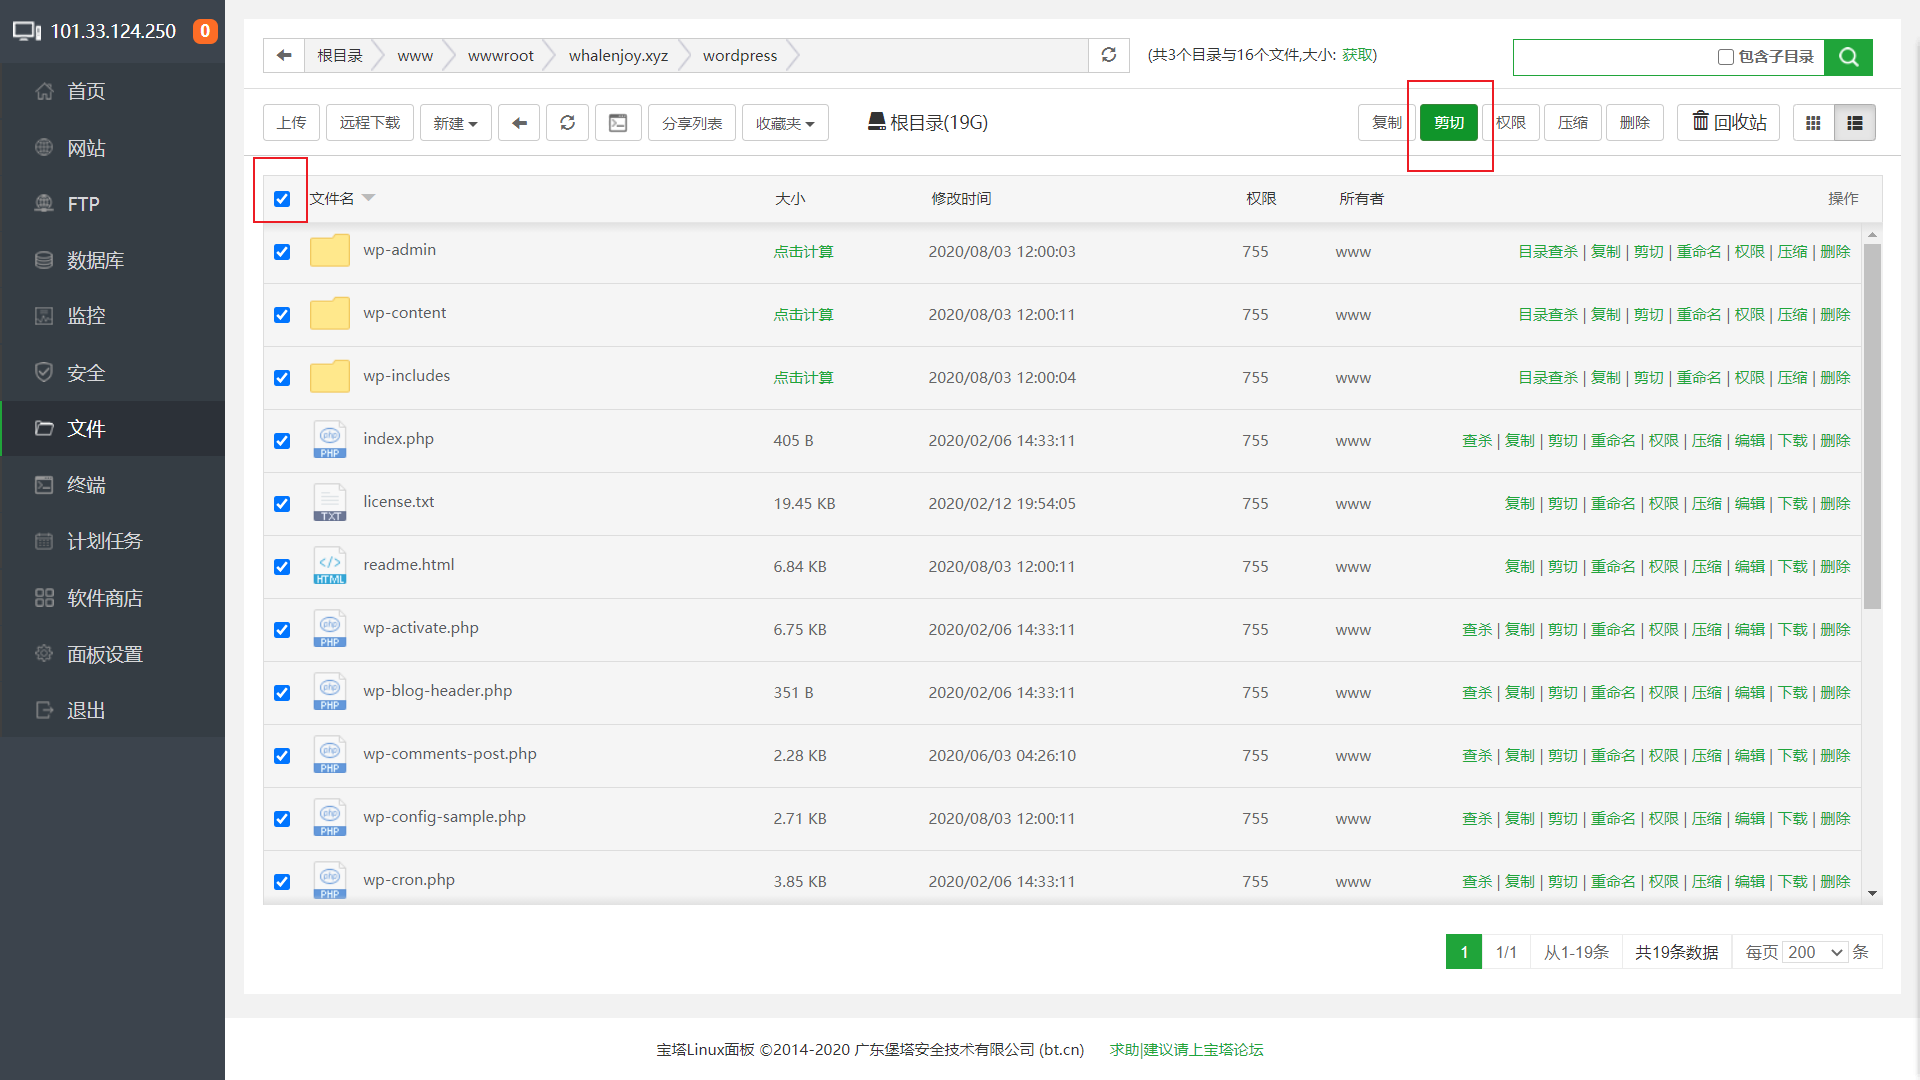 101.33.124.250 0
首页
网站
FTP
数据库
监控
安全
文件
终端
计划任务
软件商店
面板设置
退出
根目录 www wwwroot whalenjoy.xyz wordpress (共3个目录与16个文件,大小: 获取) 包含子目录
上传 远程下载 新建 分享列表 收藏夹 根目录(19G) 复制 剪切 权限 压缩 删除 回收站
文件名 大小 修改时间 权限 所有者 操作
wp-admin 点击计算 2020/08/03 12:00:03 755 www 目录查杀 | 复制 | 剪切 | 重命名 | 权限 | 压缩 | 删除
wp-content 点击计算 2020/08/03 12:00:11 755 www 目录查杀 | 复制 | 剪切 | 重命名 | 权限 | 压缩 | 删除
wp-includes 点击计算 2020/08/03 12:00:04 755 www 目录查杀 | 复制 | 剪切 | 重命名 | 权限 | 压缩 | 删除
php PHP index.php 405 B 2020/02/06 14:33:11 755 www 查杀 | 复制 | 剪切 | 重命名 | 权限 | 压缩 | 编辑 | 下载 | 删除
TXT license.txt 19.45 KB 2020/02/12 19:54:05 755 www 复制 | 剪切 | 重命名 | 权限 | 压缩 | 编辑 | 下载 | 删除
</> HTML readme.html 6.84 KB 2020/08/03 12:00:11 755 www 复制 | 剪切 | 重命名 | 权限 | 压缩 | 编辑 | 下载 | 删除
php PHP wp-activate.php 6.75 KB 2020/02/06 14:33:11 755 www 查杀 | 复制 | 剪切 | 重命名 | 权限 | 压缩 | 编辑 | 下载 | 删除
php PHP wp-blog-header.php 351 B 2020/02/06 14:33:11 755 www 查杀 | 复制 | 剪切 | 重命名 | 权限 | 压缩 | 编辑 | 下载 | 删除
php PHP wp-comments-post.php 2.28 KB 2020/06/03 04:26:10 755 www 查杀 | 复制 | 剪切 | 重命名 | 权限 | 压缩 | 编辑 | 下载 | 删除
php PHP wp-config-sample.php 2.71 KB 2020/08/03 12:00:11 755 www 查杀 | 复制 | 剪切 | 重命名 | 权限 | 压缩 | 编辑 | 下载 | 删除
php PHP wp-cron.php 3.85 KB 2020/02/06 14:33:11 755 www 查杀 | 复制 | 剪切 | 重命名 | 权限 | 压缩 | 编辑 | 下载 | 删除
1 1/1 从1-19条 共19条数据 每页 200 条
宝塔Linux面板 ©2014-2020 广东堡塔安全技术有限公司 (bt.cn) 求助|建议请上宝塔论坛